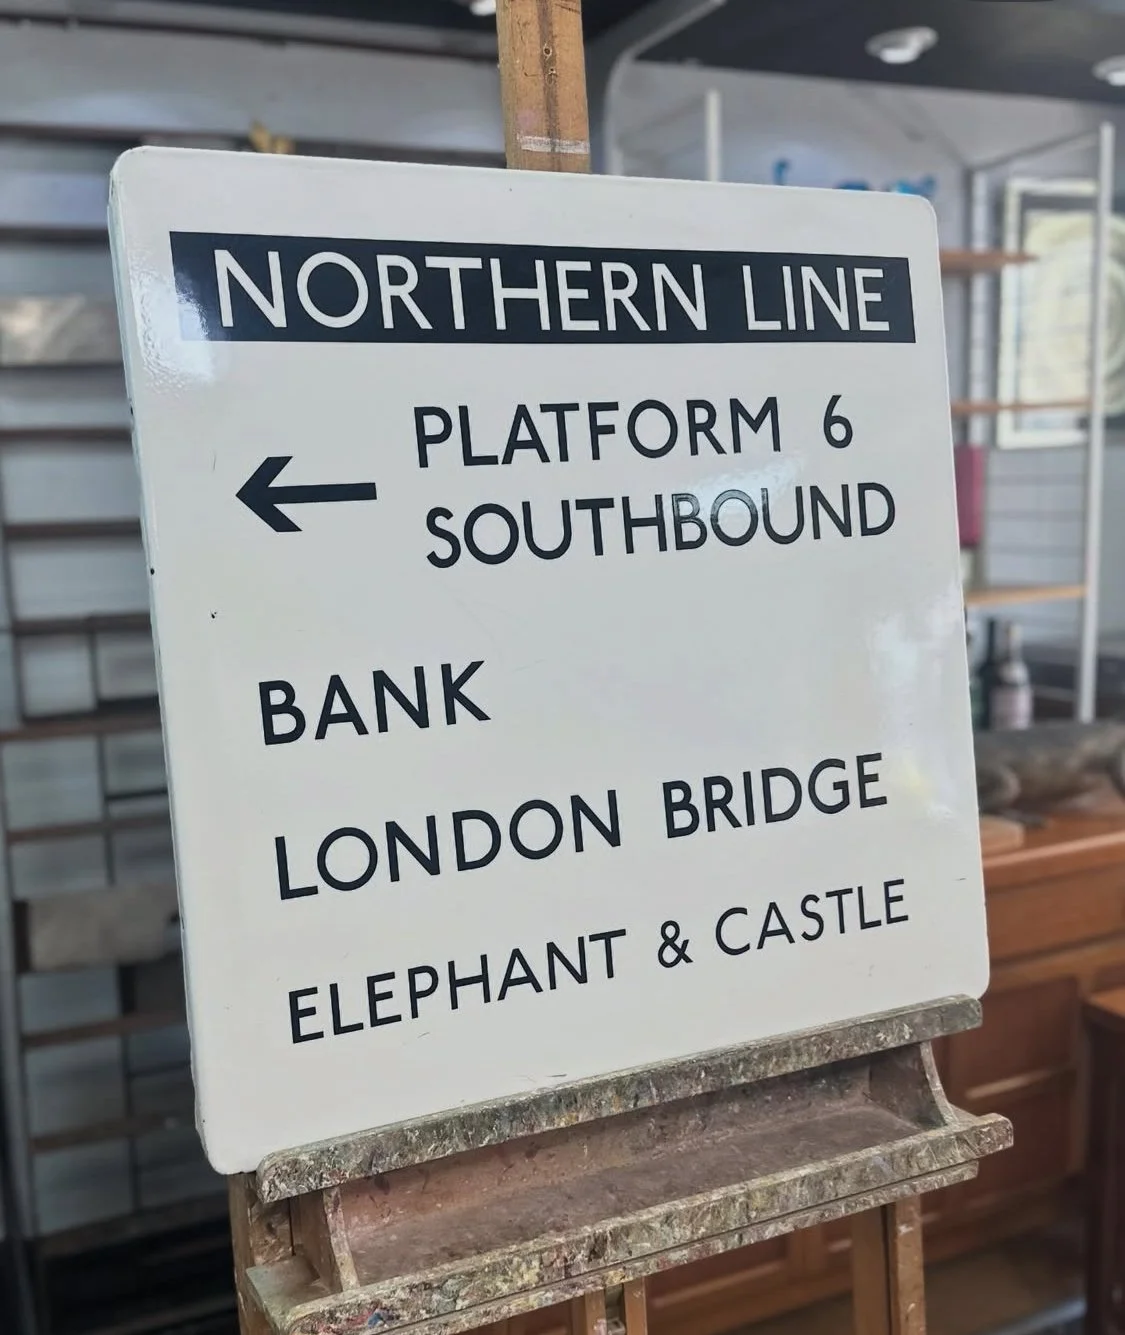 NORTHERN LINE
PLATFORM 6
SOUTHBOUND
BANK
LONDON BRIDGE
ELEPHANT & CASTLE